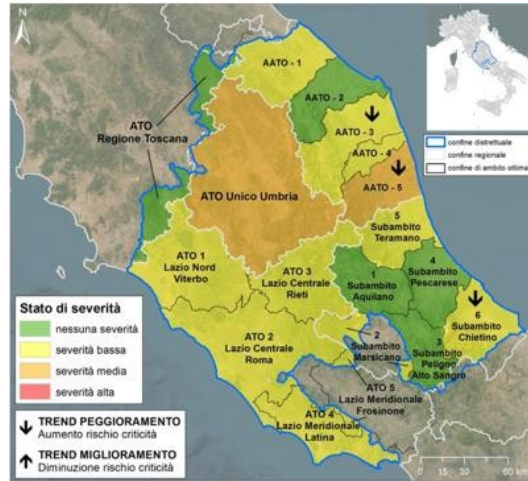 N
AATO - 1
AATO - 2
ATO
Regione Toscana
AATO - 3
AATO - 4
AATO - 5
ATO Unico Umbria
5
Subambito
Teramano
ATO 1
Lazio Nord
Viterbo
ATO 3
Lazio Centrale
Rieti
1
Subambito
Aquilano
4
Subambito
Pescarese
6
Subambito
Chietino
2
Subambito
Marsicano
3
Subambito
Peligno
Alto Sangro
ATO 2
Lazio Centrale
Roma
ATO 5
Lazio Meridionale
Frosinone
ATO 4
Lazio Meridionale
Latina
confine distrettuale
confine regionale
confine di ambito ottima
Stato di severità
nessuna severità
severità bassa
severità media
severità alta
TREND PEGGIORAMENTO
Aumento rischio criticità
TREND MIGLIORAMENTO
Diminuzione rischio criticità
0 15 30 60 km